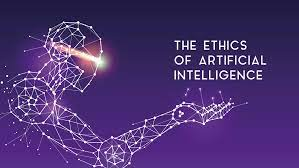 THE ETHICS
OF ARTIFICIAL
INTELLIGENCE